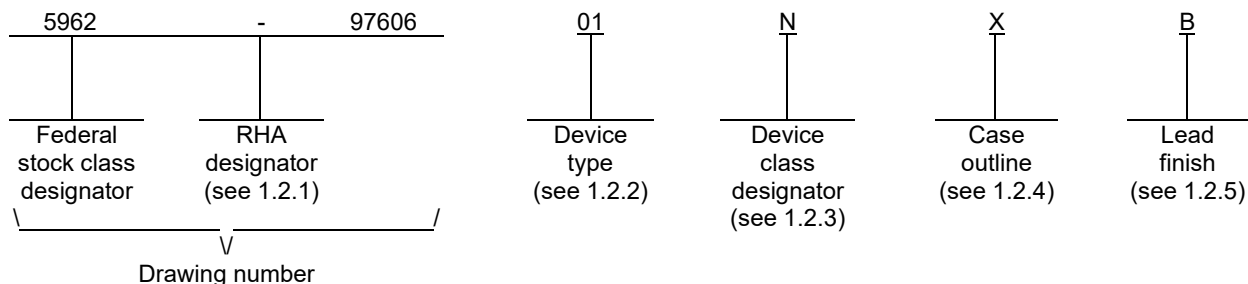 5962 - 97606 01 N X B
Federal stock class designator
RHA designator (see 1.2.1)
Device type (see 1.2.2)
Device class designator (see 1.2.3)
Case outline (see 1.2.4)
Lead finish (see 1.2.5)
Drawing number